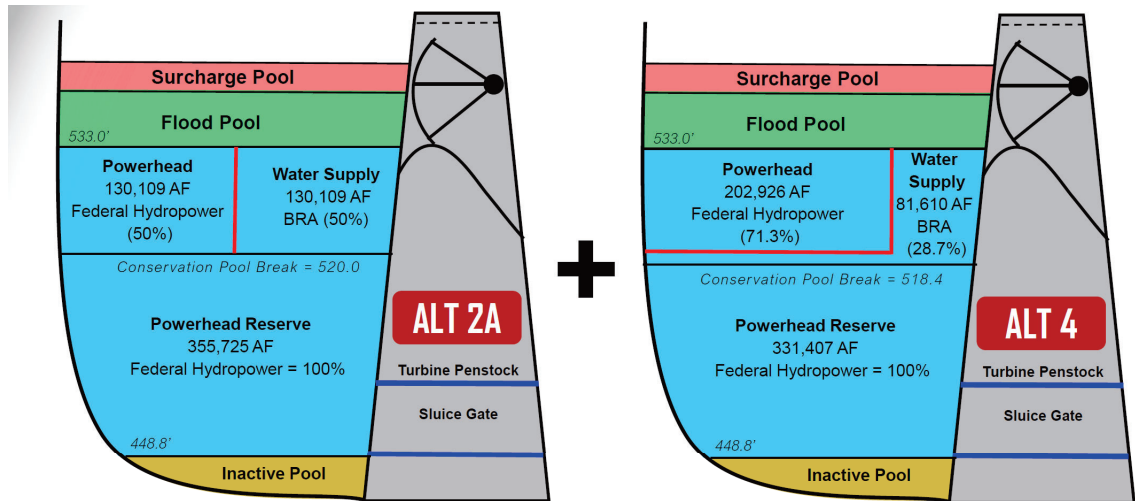 Surcharge Pool
Flood Pool
533.0'
Powerhead
130,109 AF
Federal Hydropower
(50%)
Water Supply
130,109 AF
BRA (50%)
Conservation Pool Break = 520.0
Powerhead Reserve
355,725 AF
Federal Hydropower = 100%
448.8'
Inactive Pool
ALT 2A
Turbine Penstock
Sluice Gate
+
Surcharge Pool
Flood Pool
533.0'
Powerhead
202,926 AF
Federal Hydropower
(71.3%)
Water
Supply
81,610 AF
BRA
(28.7%)
Conservation Pool Break = 518.4
Powerhead Reserve
331,407 AF
Federal Hydropower = 100%
448.8'
Inactive Pool
ALT 4
Turbine Penstock
Sluice Gate